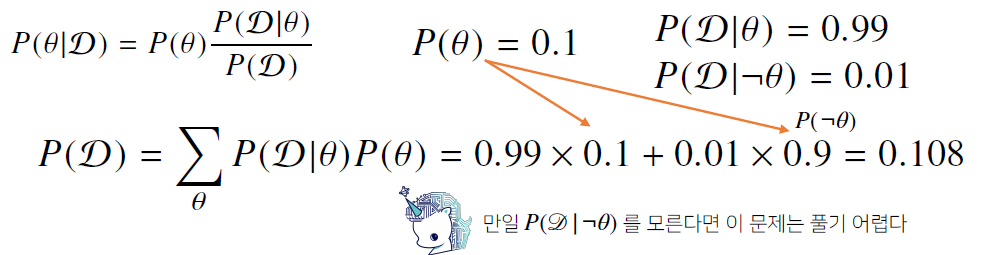 P(θ|𝒟) = P(θ) P(𝒟|θ) / P(𝒟)
P(θ) = 0.1
P(𝒟|θ) = 0.99
P(𝒟|¬θ) = 0.01
P(¬θ)
P(𝒟) = ∑_θ P(𝒟|θ)P(θ) = 0.99 × 0.1 + 0.01 × 0.9 = 0.108
만일 P(𝒟|¬θ) 를 모른다면 이 문제는 풀기 어렵다